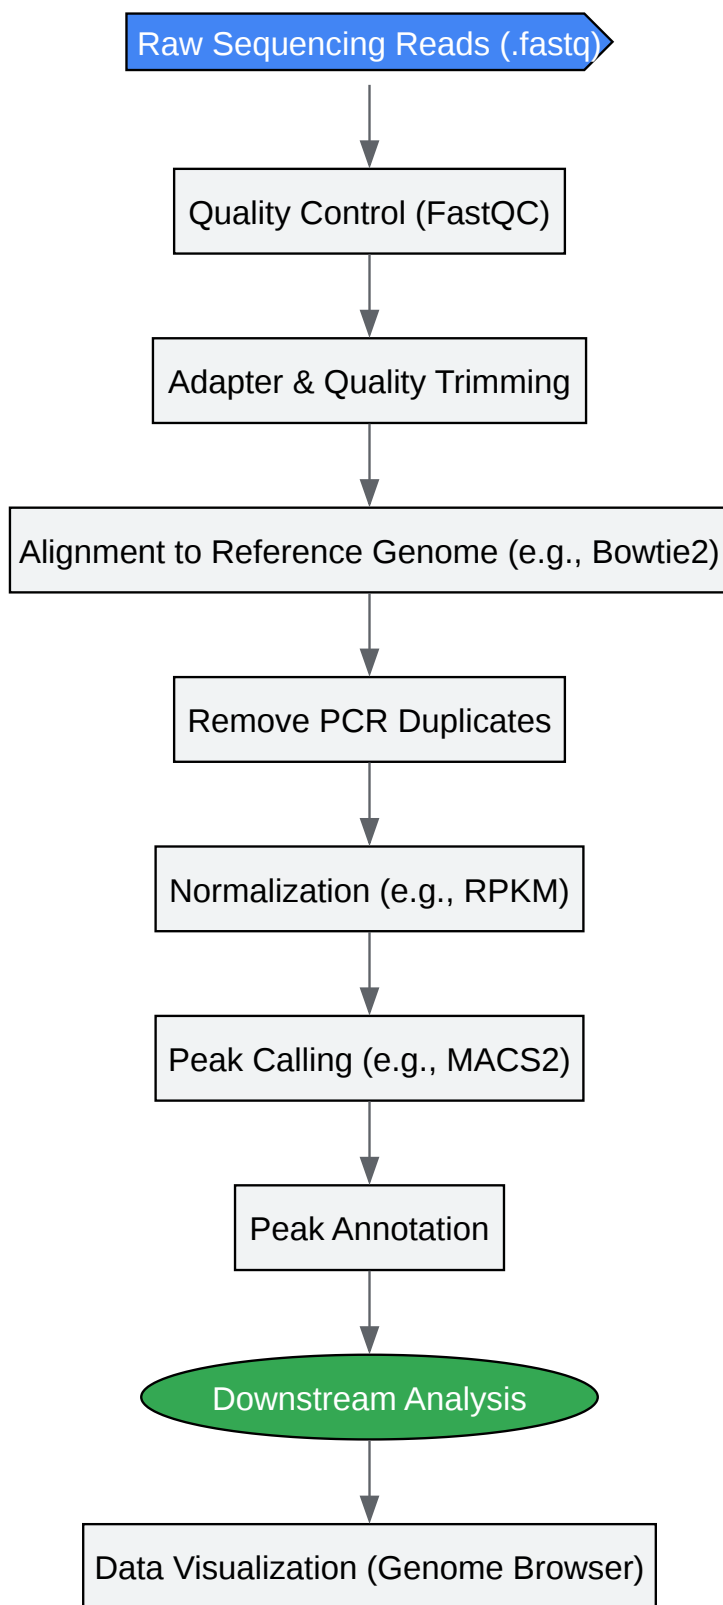 Raw Sequencing Reads (.fastq)
Quality Control (FastQC)
Adapter & Quality Trimming
Alignment to Reference Genome (e.g., Bowtie2)
Remove PCR Duplicates
Normalization (e.g., RPKM)
Peak Calling (e.g., MACS2)
Peak Annotation
Downstream Analysis
Data Visualization (Genome Browser)